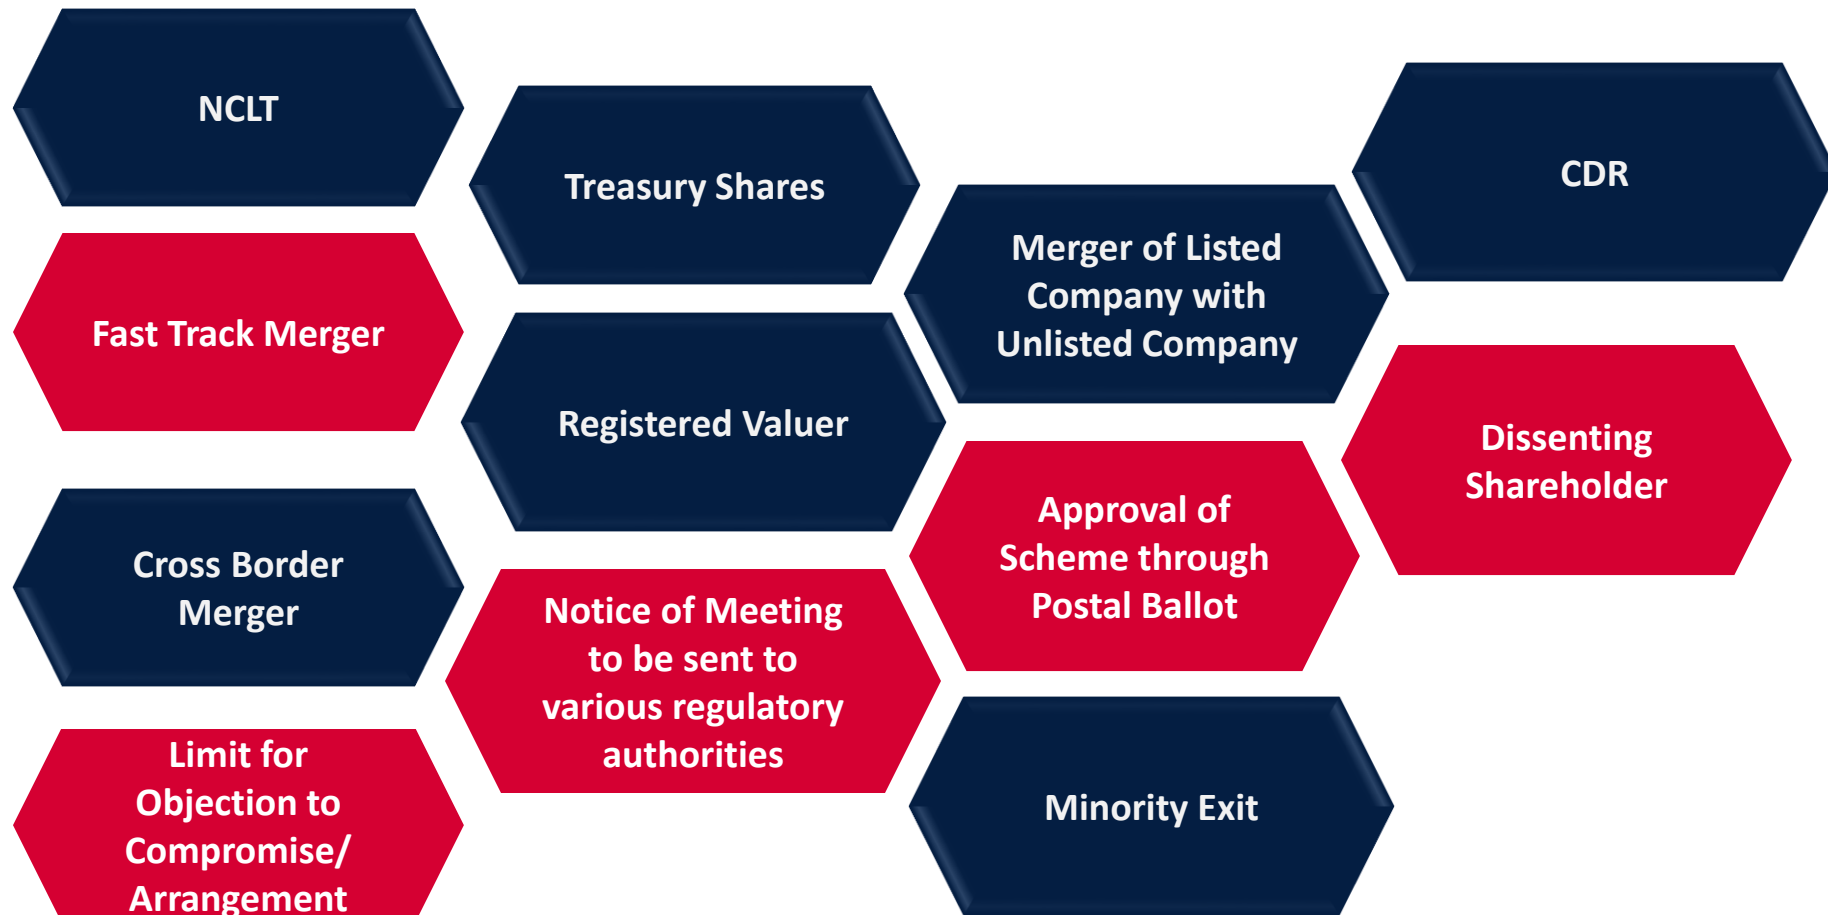 NCLT
Fast Track Merger
Cross Border
Merger
Limit for
Objection to
Compromise/
Arrangement
Treasury Shares
Registered Valuer
Notice of Meeting
to be sent to
various regulatory
authorities
Merger of Listed
Company with
Unlisted Company
Approval of
Scheme through
Postal Ballot
Minority Exit
CDR
Dissenting
Shareholder